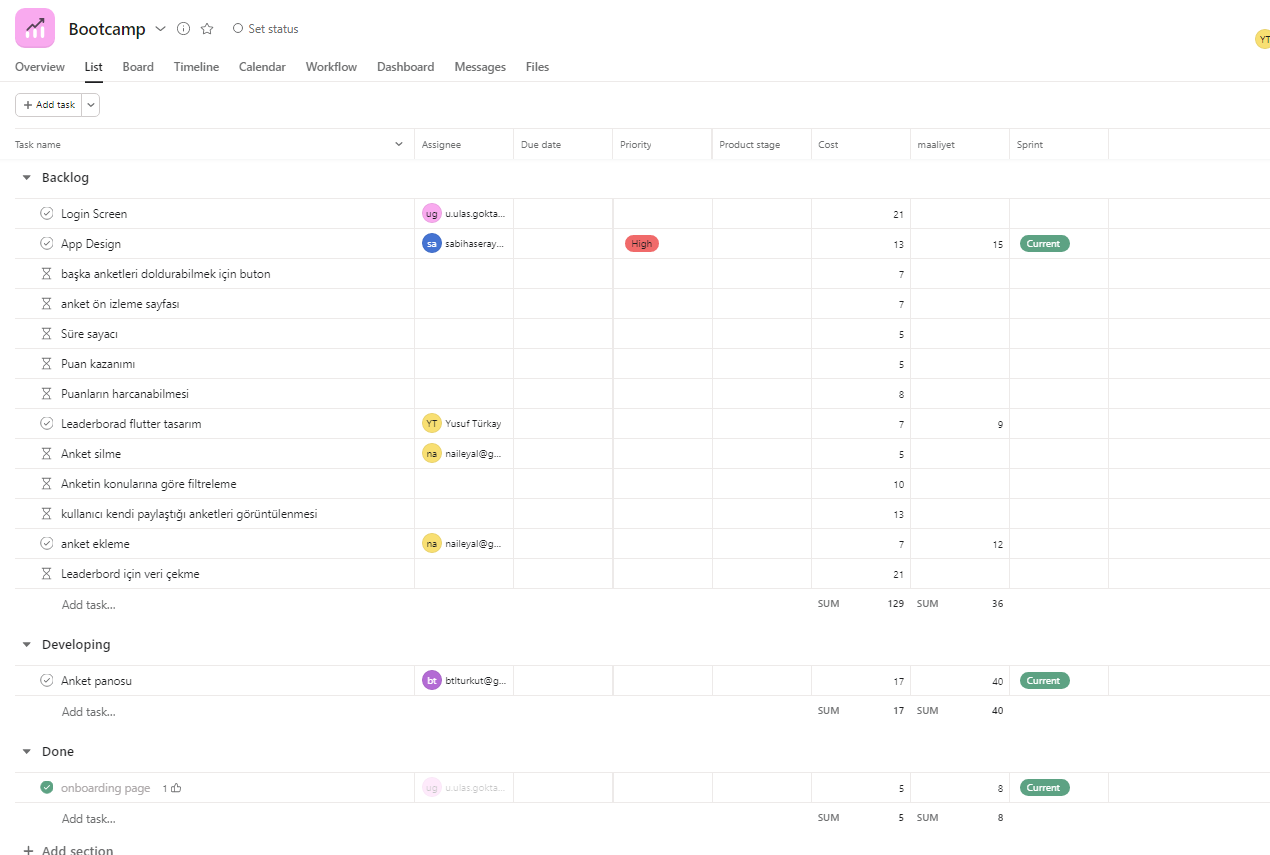 Bootcamp Set status
YT
Overview List Board Timeline Calendar Workflow Dashboard Messages Files
+ Add task
Task name Assignee Due date Priority Product stage Cost maaliyet Sprint
Backlog
Login Screen ug u.ulas.gokta... 21
App Design sa sabihaseray... High 13 15 Current
başka anketleri doldurabilmek için buton 7
anket ön izleme sayfası 7
Süre sayacı 5
Puan kazanımı 5
Puanların harcanabilmesi 8
Leaderborad flutter tasarım YT Yusuf Türkay 7 9
Anket silme na naileyal@g... 5
Anketin konularına göre filtreleme 10
kullanıcı kendi paylaştığı anketleri görüntülenmesi 13
anket ekleme na naileyal@g... 7 12
Leaderbord için veri çekme 21
Add task... SUM 129 SUM 36
Developing
Anket panosu bt btlturkut@g... 17 40 Current
Add task... SUM 17 SUM 40
Done
onboarding page 1 ug u.ulas.gokta... 5 8 Current
Add task... SUM 5 SUM 8
+ Add section